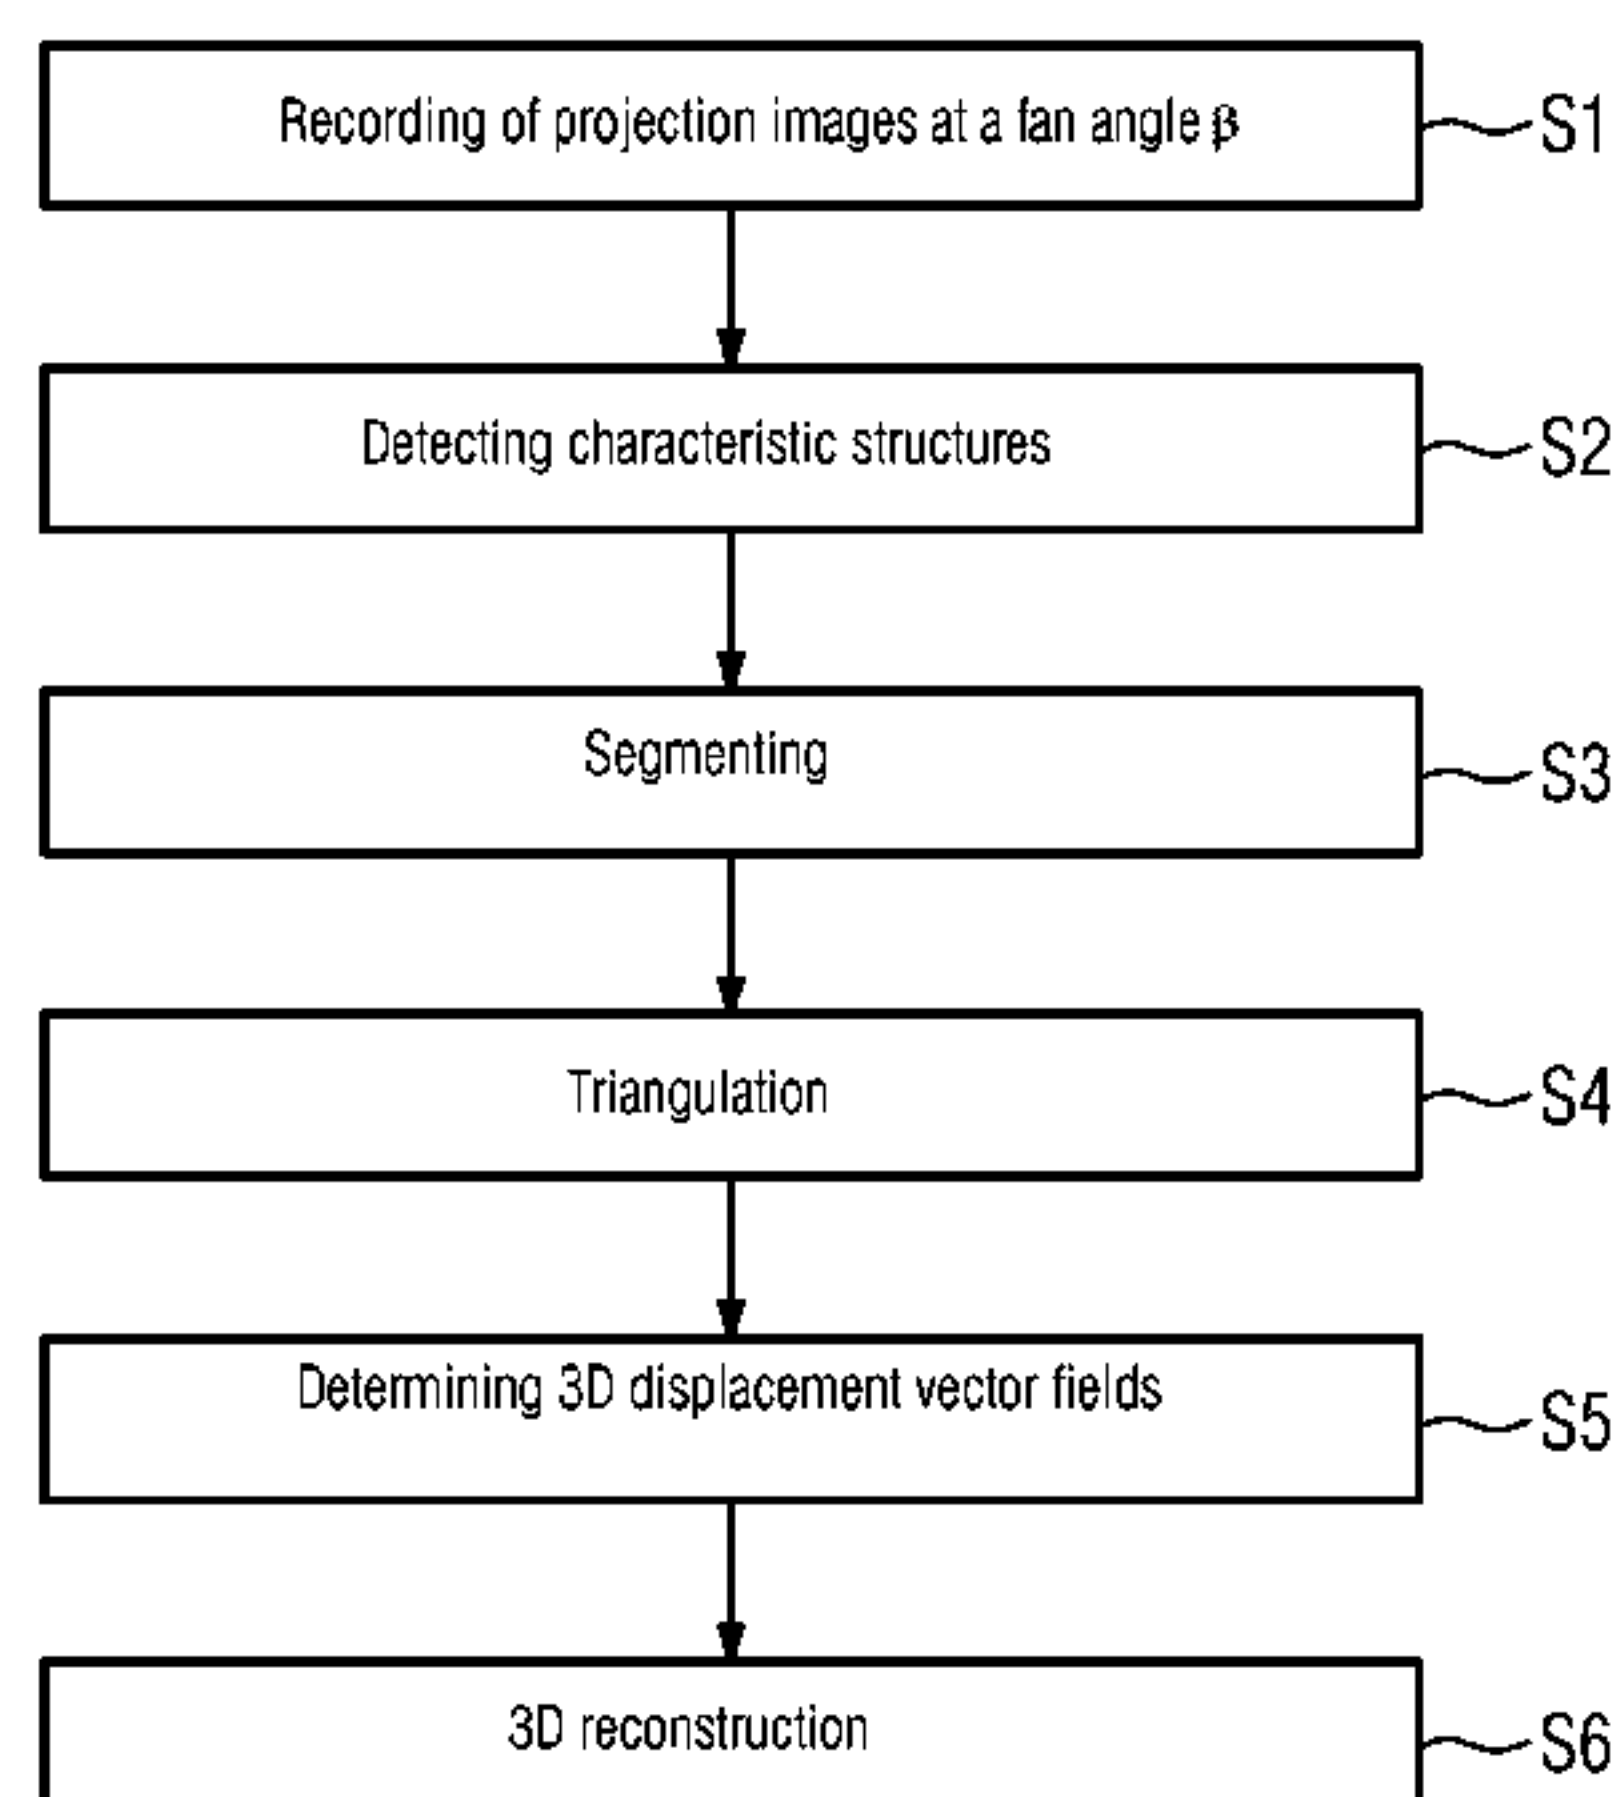 Recording of projection images at a fan angle β
S1
Detecting characteristic structures
S2
Segmenting
S3
Triangulation
S4
Determining 3D displacement vector fields
S5
3D reconstruction
S6